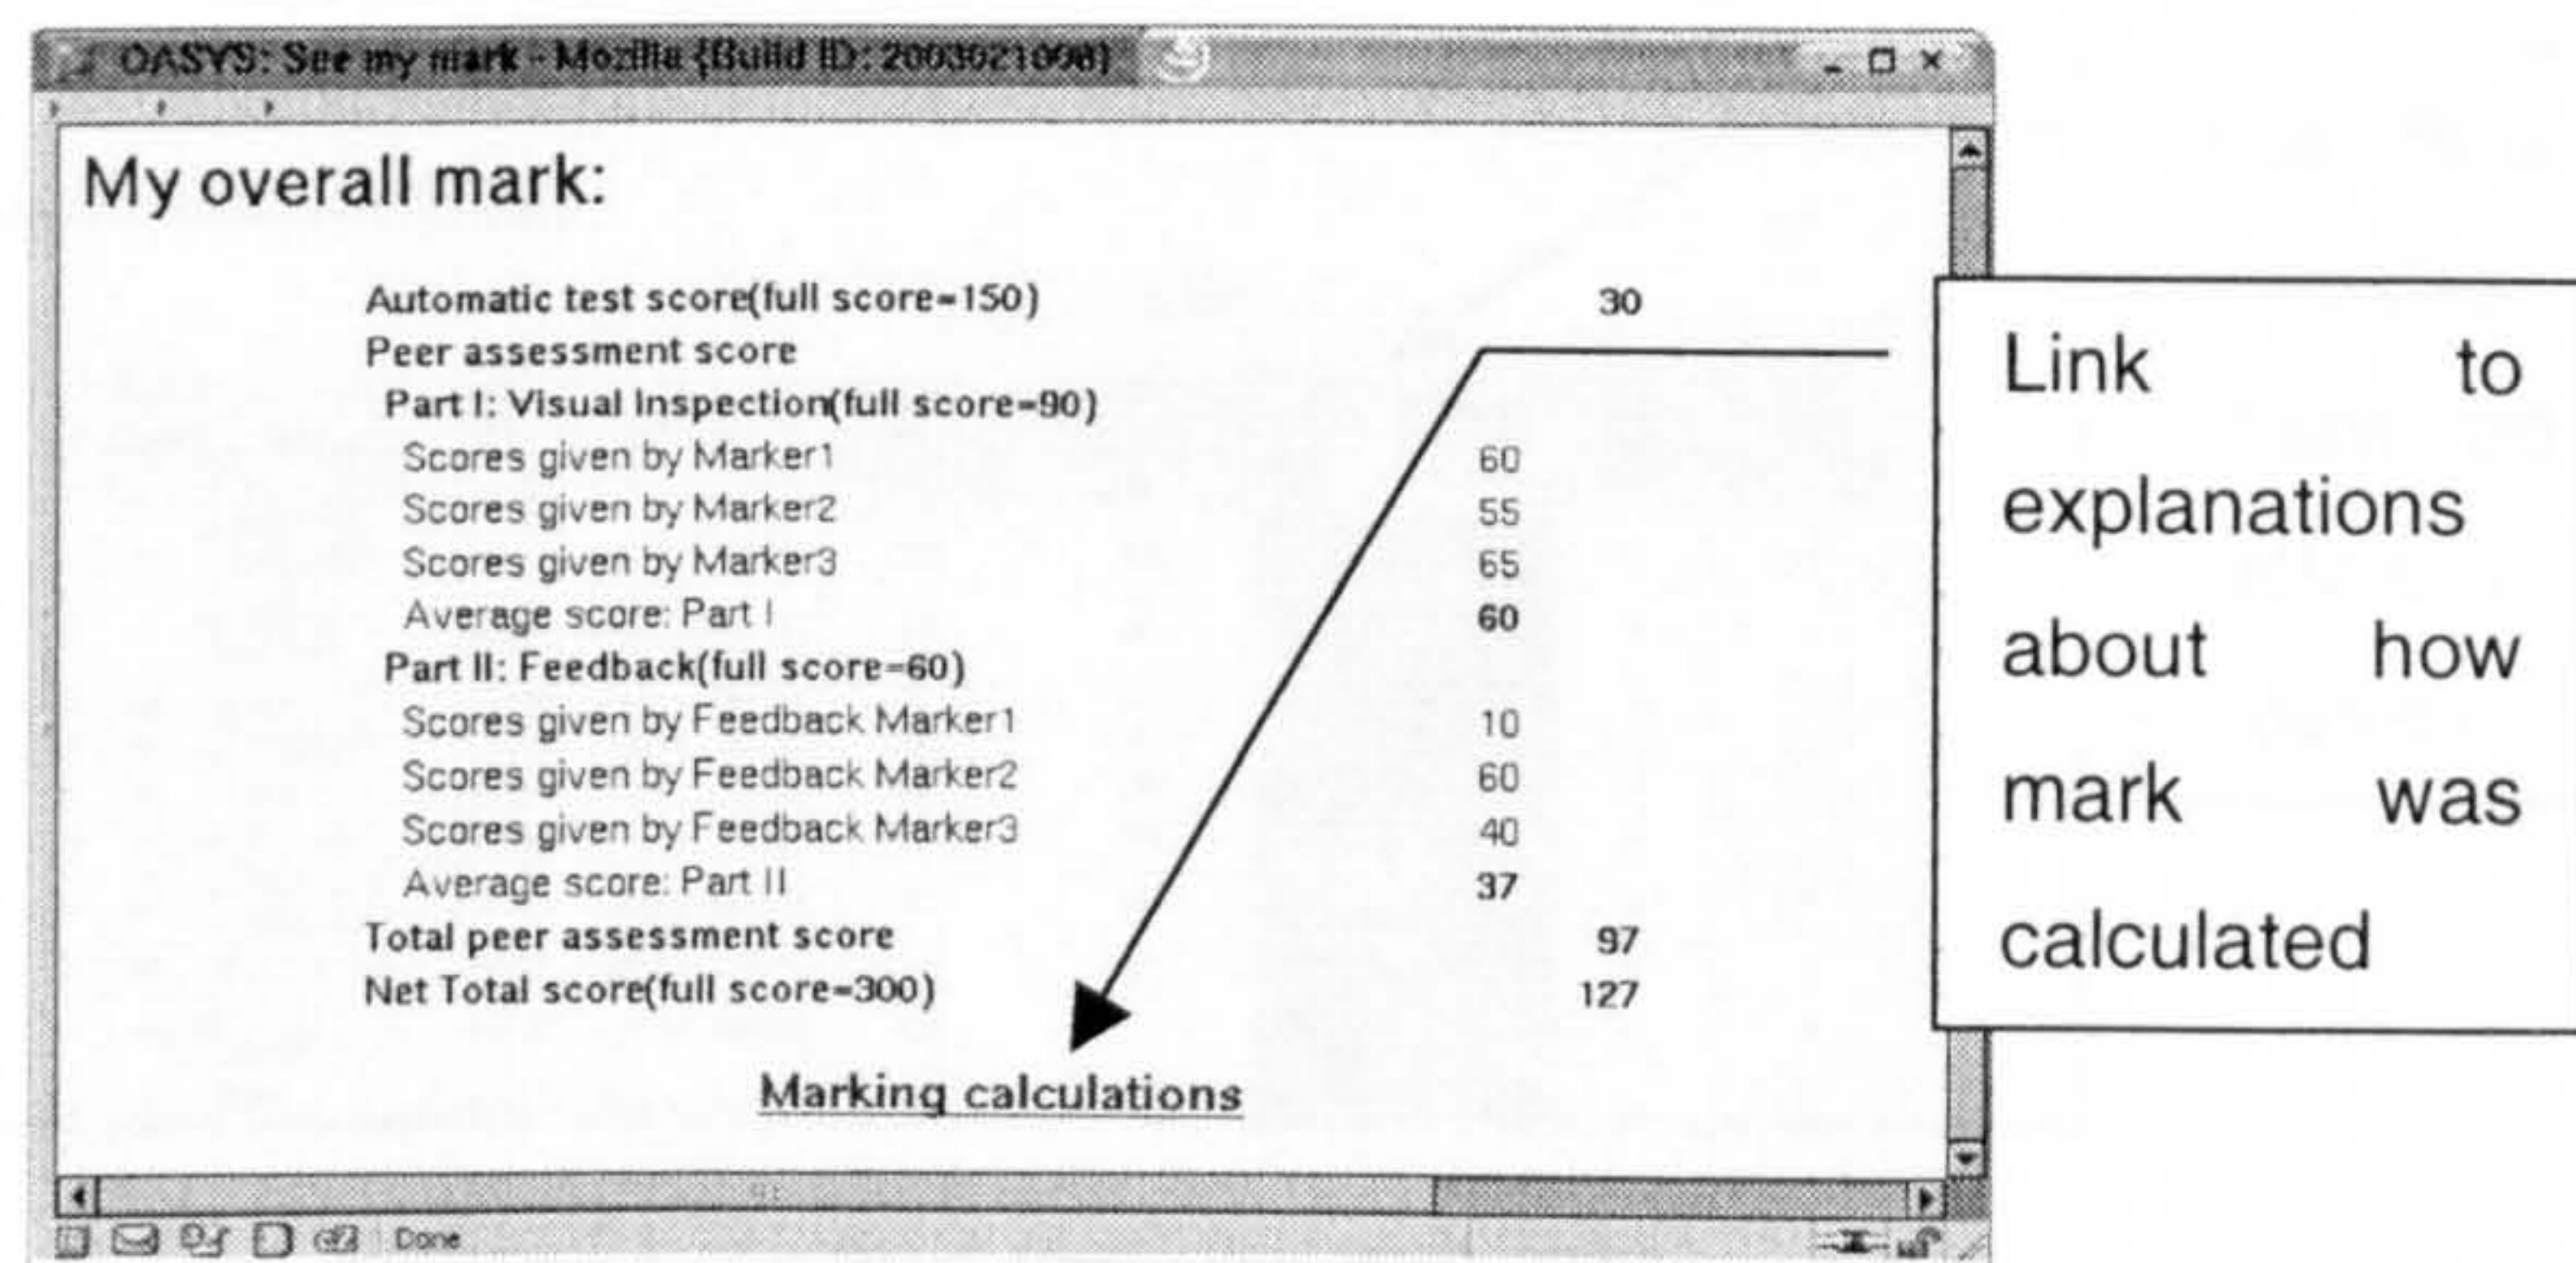 OASYS: See my mark - Mozilla {Build ID: 2003021008}
My overall mark:
Automatic test score(full score=150) 30
Peer assessment score
Part I: Visual Inspection(full score=90)
Scores given by Marker1 60
Scores given by Marker2 55
Scores given by Marker3 65
Average score: Part I 60
Part II: Feedback(full score=60)
Scores given by Feedback Marker1 10
Scores given by Feedback Marker2 60
Scores given by Feedback Marker3 40
Average score: Part II 37
Total peer assessment score 97
Net Total score(full score=300) 127
Marking calculations
Done
Link to
explanations
about how
mark was
calculated